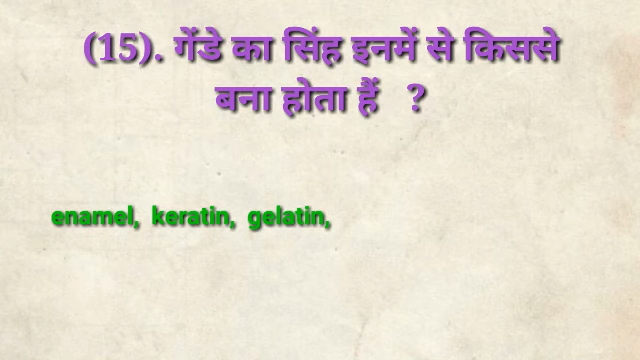 (15). गेंडे का सिंह इनमें से किससे
बना होता हैं ?
enamel, keratin, gelatin,